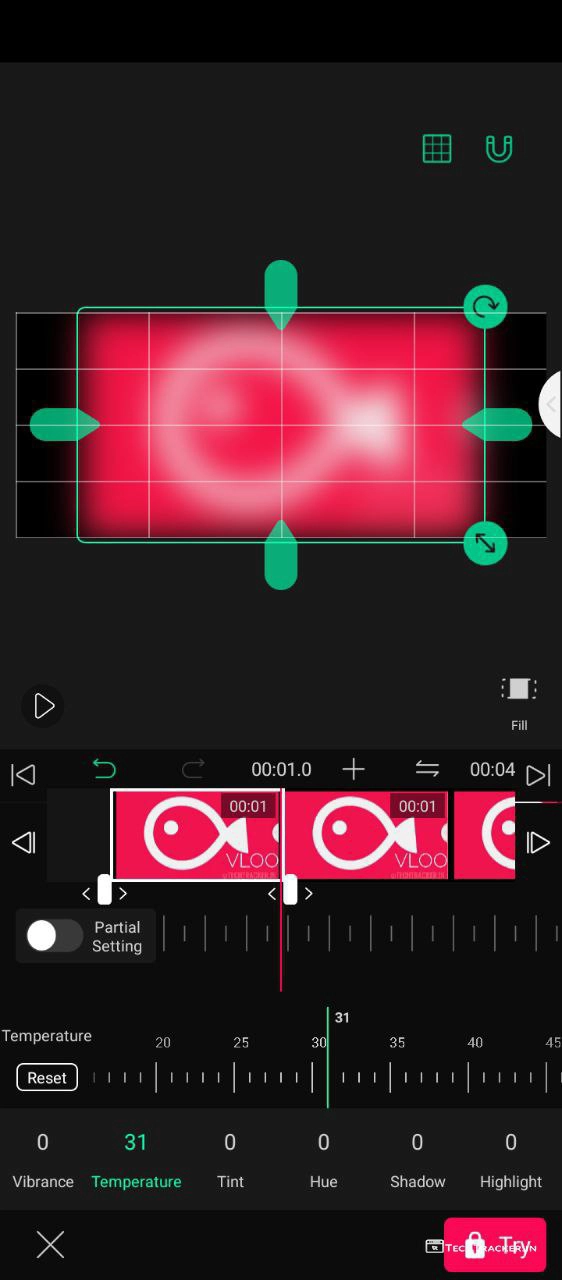 Fill
00:01.0
00:04
00:01
00:01
VLOO
VLOO
Partial
Setting
31
Temperature
20
25
30
35
40
45
Reset
0
31
0
0
0
0
Vibrance
Temperature
Tint
Hue
Shadow
Highlight
Try